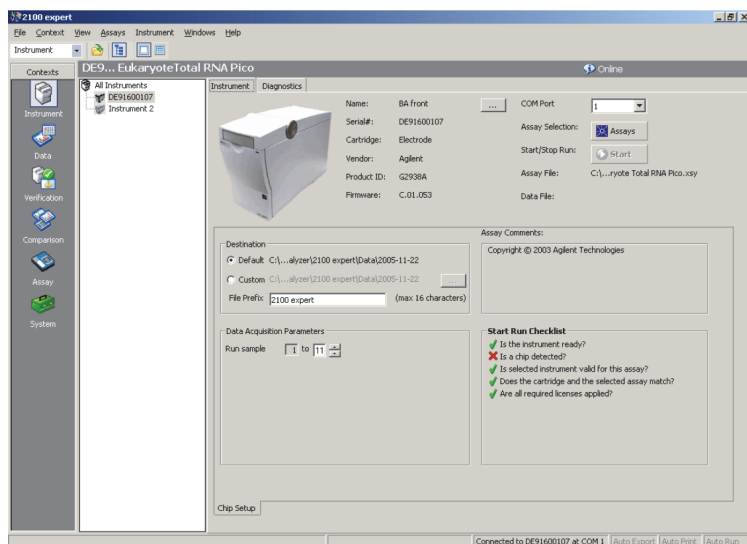 2100 expert
File Context View Assays Instrument Windows Help
Instrument
Contexts
Instrument
Data
Verification
Comparison
Assay
System
DE9... EukaryoteTotal RNA Pico
Online
All Instruments
DE91600107
Instrument 2
Instrument Diagnostics
Name: BA front ...
Serial#: DE91600107
Cartridge: Electrode
Vendor: Agilent
Product ID: G2938A
Firmware: C.01.053
COM Port 1
Assay Selection: Assays
Start/Stop Run: Start
Assay File: C:\...ryote Total RNA Pico.xsy
Data File:
Destination
Default C:\...alyzer\2100 expert\Data\2005-11-22
Custom C:\...alyzer\2100 expert\Data\2005-11-22 ...
File Prefix 2100 expert (max 16 characters)
Assay Comments:
Copyright © 2003 Agilent Technologies
Data Acquisition Parameters
Run sample 1 to 11
Start Run Checklist
Is the instrument ready?
Is a chip detected?
Is selected instrument valid for this assay?
Does the cartridge and the selected assay match?
Are all required licenses applied?
Chip Setup
Connected to DE91600107 at COM 1 Auto Export Auto Print Auto Run